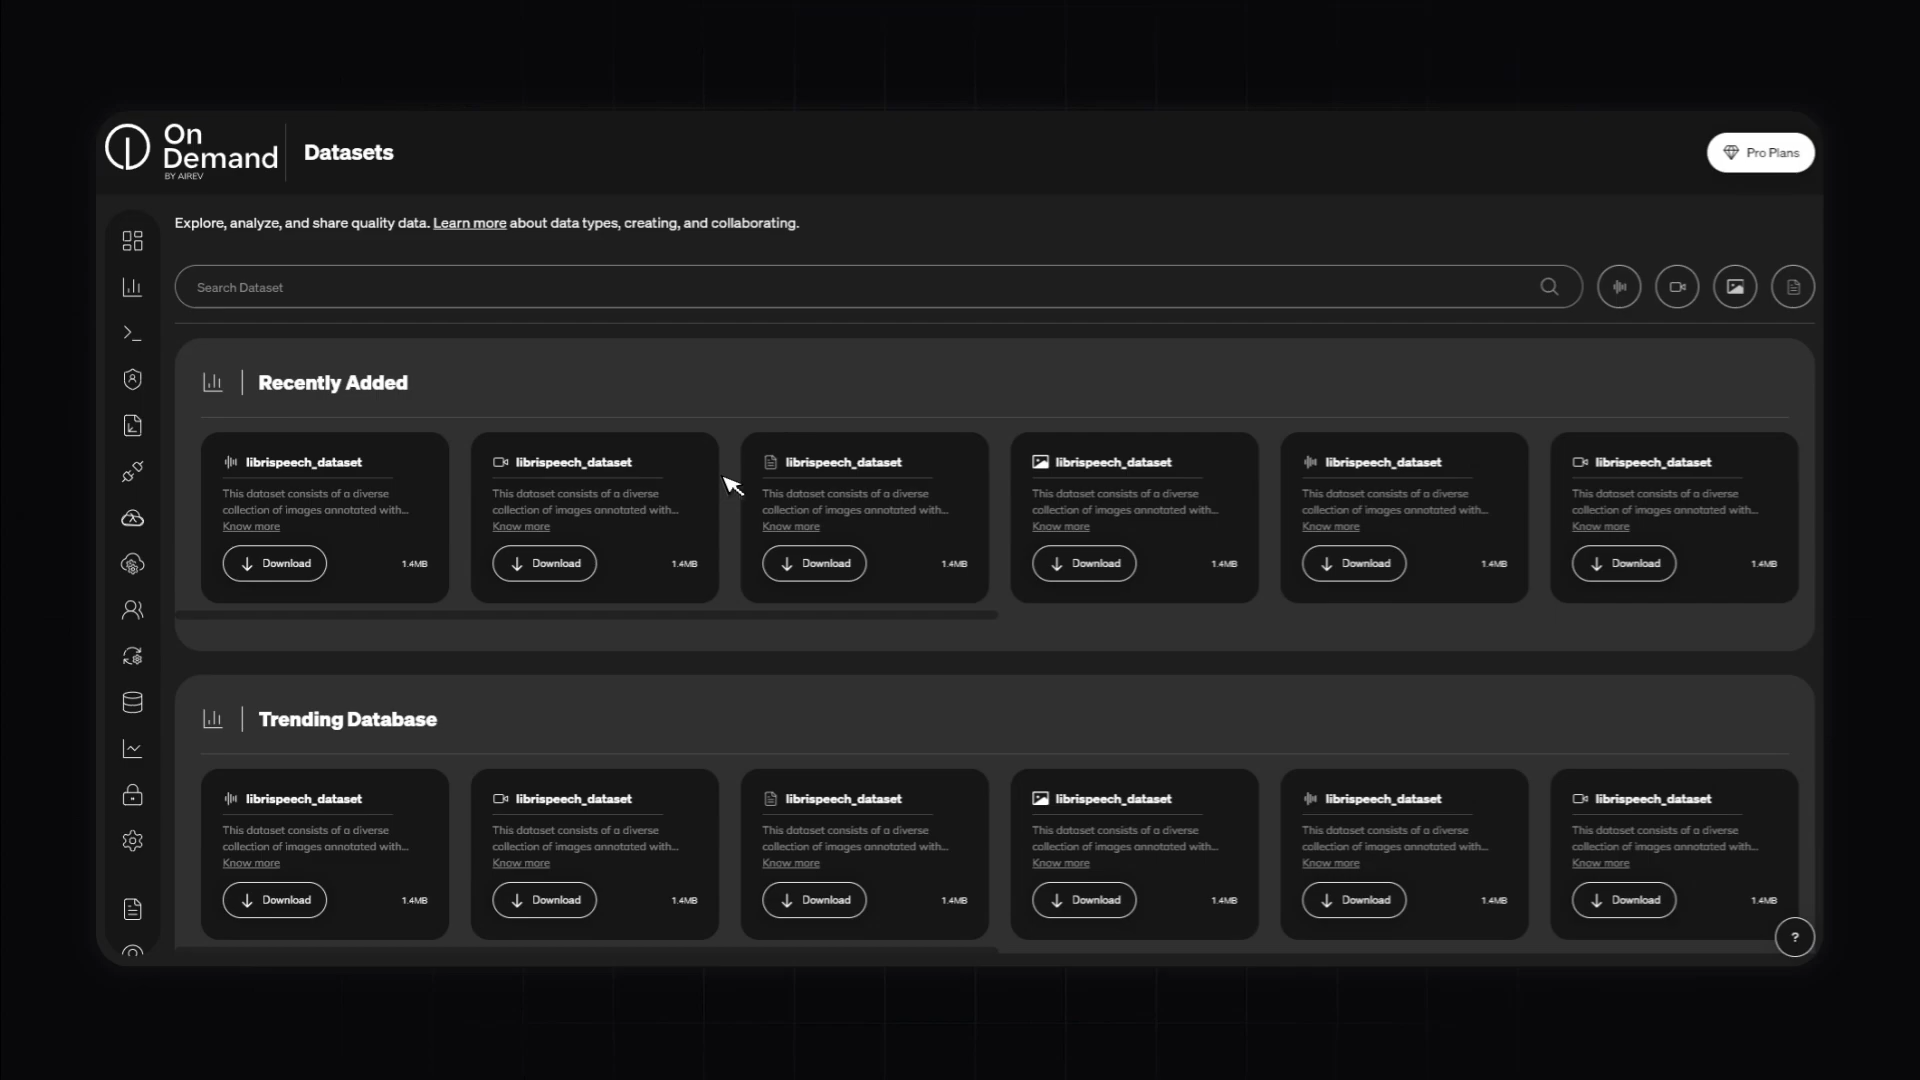 On
Demand
BY AIREV
Datasets
Pro Plans
Explore, analyze, and share quality data. Learn more about data types, creating, and collaborating.
Search Dataset
Recently Added
librispeech_dataset
This dataset consists of a diverse
collection of images annotated with...
Know more
Download
1.4MB
librispeech_dataset
This dataset consists of a diverse
collection of images annotated with...
Know more
Download
1.4MB
librispeech_dataset
This dataset consists of a diverse
collection of images annotated with...
Know more
Download
1.4MB
librispeech_dataset
This dataset consists of a diverse
collection of images annotated with...
Know more
Download
1.4MB
librispeech_dataset
This dataset consists of a diverse
collection of images annotated with...
Know more
Download
1.4MB
librispeech_dataset
This dataset consists of a diverse
collection of images annotated with...
Know more
Download
1.4MB
Trending Database
librispeech_dataset
This dataset consists of a diverse
collection of images annotated with...
Know more
Download
1.4MB
librispeech_dataset
This dataset consists of a diverse
collection of images annotated with...
Know more
Download
1.4MB
librispeech_dataset
This dataset consists of a diverse
collection of images annotated with...
Know more
Download
1.4MB
librispeech_dataset
This dataset consists of a diverse
collection of images annotated with...
Know more
Download
1.4MB
librispeech_dataset
This dataset consists of a diverse
collection of images annotated with...
Know more
Download
1.4MB
librispeech_dataset
This dataset consists of a diverse
collection of images annotated with...
Know more
Download
1.4MB
?